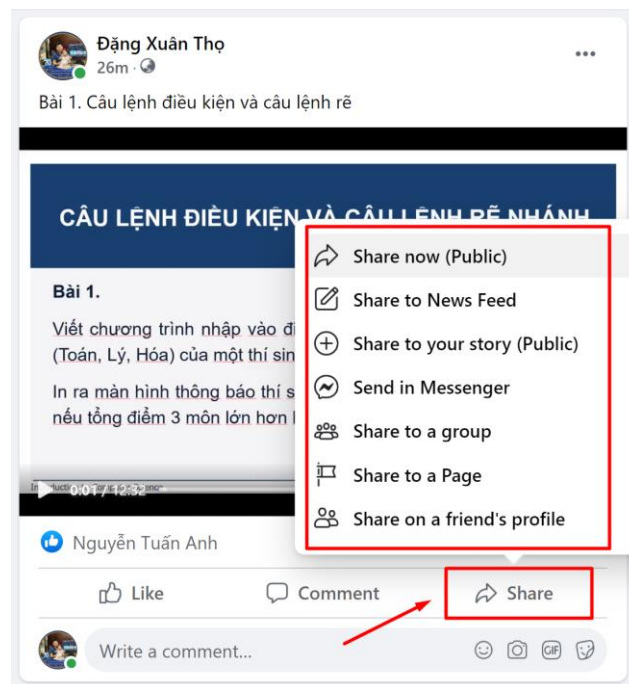 Đặng Xuân Thọ
26m ·
Bài 1. Câu lệnh điều kiện và câu lệnh rẽ
CÂU LỆNH ĐIỀU KIỆN VÀ CÂU LỆNH RẼ NHÁNH
Bài 1.
Viết chương trình nhập vào
(Toán, Lý, Hóa) của một thí
In ra màn hình thông báo thí
nếu tổng điểm 3 môn lớn hơn
0:01 / 12:32
Share now (Public)
Share to News Feed
Share to your story (Public)
Send in Messenger
Share to a group
Share to a Page
Share on a friend's profile
Nguyễn Tuấn Anh
Like Comment Share
Write a comment...
GIF